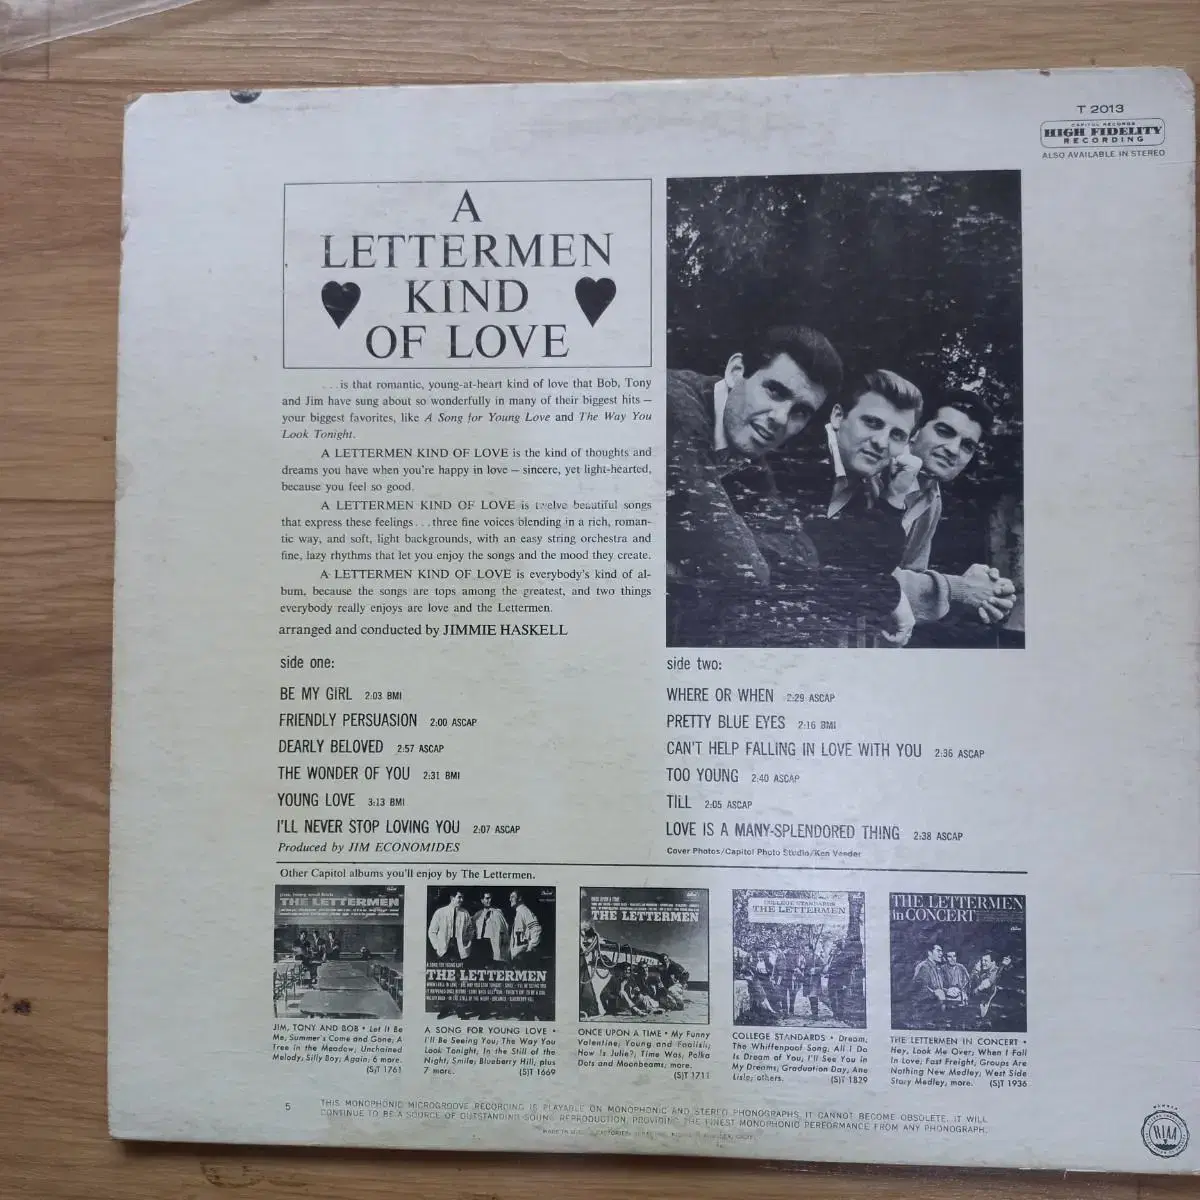 T 2013
CAPITOL RECORDS
HIGH FIDELITY
RECORDING
ALSO AVAILABLE IN STEREO
A
LETTERMEN
KIND
OF LOVE
...is that romantic, young-at-heart kind of love that Bob, Tony
and Jim have sung about so wonderfully in many of their biggest hits —
your biggest favorites, like A Song for Young Love and The Way You
Look Tonight.
A LETTERMEN KIND OF LOVE is the kind of thoughts and
dreams you have when you're happy in love – sincere, yet light-hearted,
because you feel so good.
A LETTERMEN KIND OF LOVE is twelve beautiful songs
that express these feelings...three fine voices blending in a rich, roman-
tic way, and soft, light backgrounds, with an easy string orchestra and
fine, lazy rhythms that let you enjoy the songs and the mood they create.
A LETTERMEN KIND OF LOVE is everybody's kind of al-
bum, because the songs are tops among the greatest, and two things
everybody really enjoys are love and the Lettermen.
arranged and conducted by JIMMIE HASKELL
side one:
BE MY GIRL 2:03 BMI
FRIENDLY PERSUASION 2:00 ASCAP
DEARLY BELOVED 2:57 ASCAP
THE WONDER OF YOU 2:31 BMI
YOUNG LOVE 3:13 BMI
I'LL NEVER STOP LOVING YOU 2:07 ASCAP
Produced by JIM ECONOMIDES
side two:
WHERE OR WHEN 2:29 ASCAP
PRETTY BLUE EYES 2:16 BMI
CAN'T HELP FALLING IN LOVE WITH YOU 2:36 ASCAP
TOO YOUNG 2:40 ASCAP
TILL 2:05 ASCAP
LOVE IS A MANY-SPLENDORED THING 2:38 ASCAP
Cover Photos/Capitol Photo Studio/Ken Veeder
Other Capitol albums you'll enjoy by The Lettermen.
THE LETTERMEN
JIM, TONY AND BOB • Let It Be
Me, Summer's Come and Gone; A
Tree in the Meadow; Unchained
Melody; Silly Boy; Again; 6 more.
(S)T 1761
A SONG FOR YOUNG LOVE
THE LETTERMEN
A SONG FOR YOUNG LOVE •
I'll Be Seeing You; The Way You
Look Tonight; In the Still of the
Night; Smile; Blueberry Hill, plus
7 more. (S)T 1669
ONCE UPON A TIME
THE LETTERMEN
ONCE UPON A TIME • My Funny
Valentine; Young and Foolish;
How Is Julie?; Time Was; Polka
Dots and Moonbeams; more.
(S)T 1711
COLLEGE STANDARDS
THE LETTERMEN
COLLEGE STANDARDS • Dream,
The Whiffenpoof Song, All I Do
Is Dream of You, I'll See You in
My Dreams, Graduation Day, Ane
Lisle; others. (S)T 1829
THE LETTERMEN
in CONCERT
THE LETTERMEN IN CONCERT •
Hey, Look Me Over; When I Fall
In Love; Fast Freight; Groups Are
Nothing New Medley; West Side
Story Medley, more. (S)T 1936
5
THIS MONOPHONIC MICROGROOVE RECORDING IS PLAYABLE ON MONOPHONIC AND STEREO PHONOGRAPHS. IT CANNOT BECOME OBSOLETE. IT WILL
CONTINUE TO BE A SOURCE OF OUTSTANDING SOUND REPRODUCTION, PROVIDING THE FINEST MONOPHONIC PERFORMANCE FROM ANY PHONOGRAPH.
MEMBER
RIAA